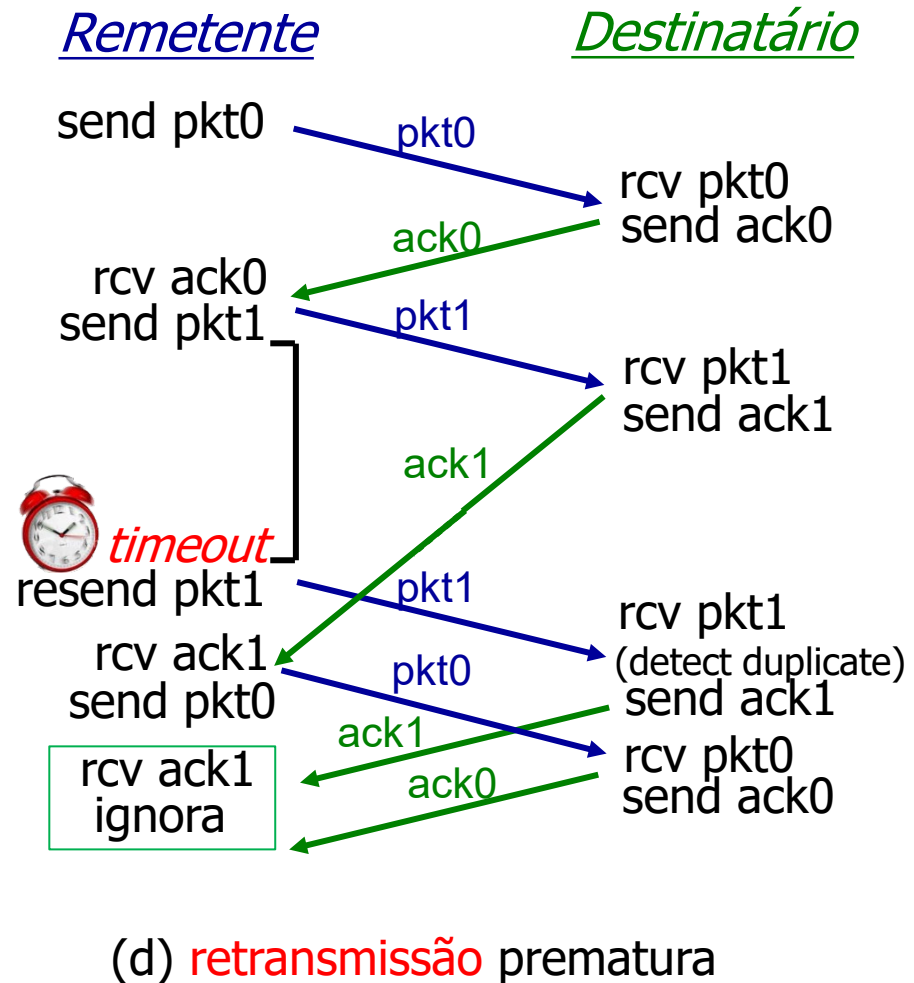 Remetente
Destinatário
send pkt0
pkt0
rcv pkt0
send ack0
ack0
rcv ack0
send pkt1
pkt1
rcv pkt1
send ack1
ack1
timeout
resend pkt1
pkt1
rcv pkt1
(detect duplicate)
send ack1
rcv ack1
send pkt0
pkt0
ack1
rcv pkt0
send ack0
rcv ack1
ignora
ack0
(d) retransmissão prematura